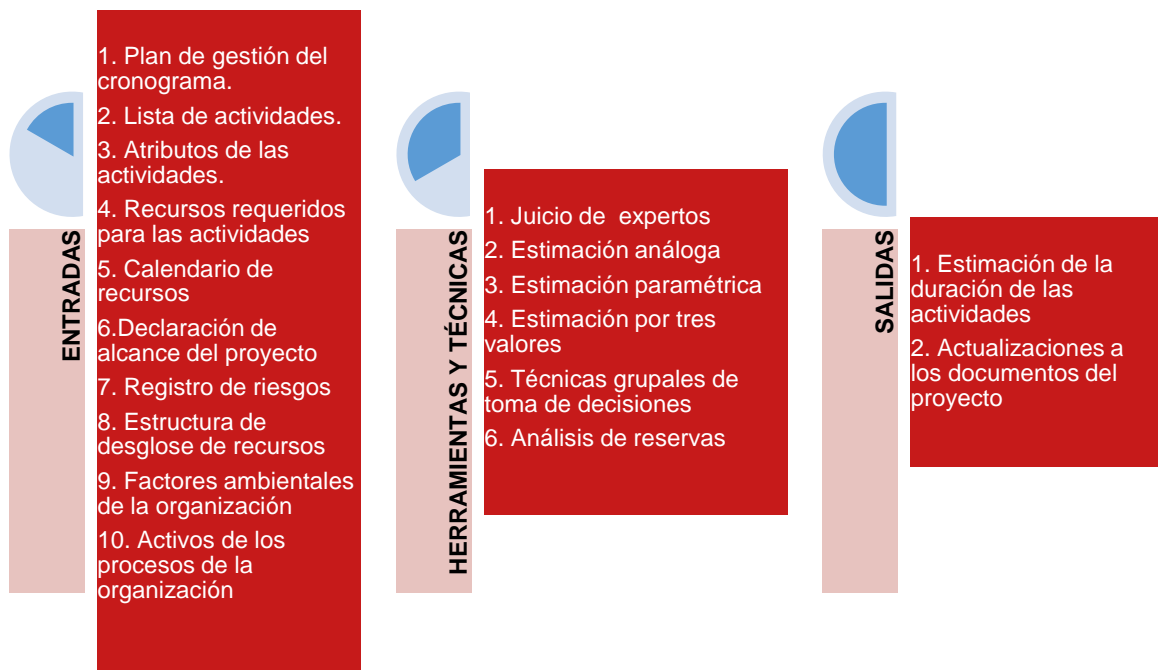 ENTRADAS
1. Plan de gestión del
cronograma.
2. Lista de actividades.
3. Atributos de las
actividades.
4. Recursos requeridos
para las actividades
5. Calendario de
recursos
6.Declaración de
alcance del proyecto
7. Registro de riesgos
8. Estructura de
desglose de recursos
9. Factores ambientales
de la organización
10. Activos de los
procesos de la
organización
HERRAMIENTAS Y TÉCNICAS
1. Juicio de  expertos
2. Estimación análoga
3. Estimación paramétrica
4. Estimación por tres
valores
5. Técnicas grupales de
toma de decisiones
6. Análisis de reservas
SALIDAS
1. Estimación de la
duración de las
actividades
2. Actualizaciones a
los documentos del
proyecto